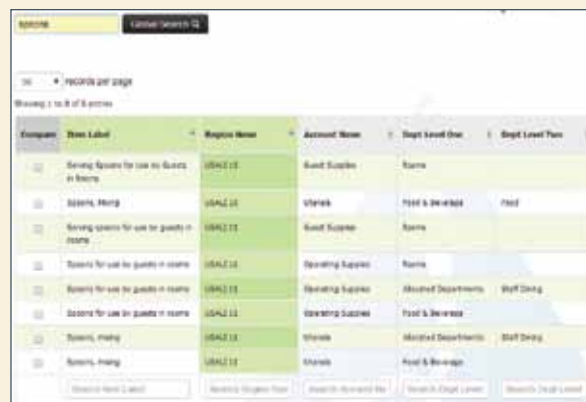 spoons Global Search
50 records per page
Showing 1 to 8 of 8 entries
Compare Item Label Region Name Account Name Dept Level One Dept Level Two
Serving Spoons for use by Guests USALI 11 Guest Supplies Rooms
in Rooms
Spoons, Mixing USALI 11 Utensils Food & Beverage Food
Serving spoons for use by guests in USALI 11 Guest Supplies Rooms
rooms
Spoons for use by guests in rooms USALI 11 Operating Supplies Rooms
Spoons for use by guests in rooms USALI 11 Operating Supplies Allocated Departments Staff Dining
Spoons for use by guests in rooms USALI 11 Operating Supplies Food & Beverage
Spoons, mixing USALI 11 Utensils Allocated Departments Staff Dining
Spoons, mixing USALI 11 Utensils Food & Beverage
Search Item Label Search Region Search Account Search Dept Level Search Dept Level